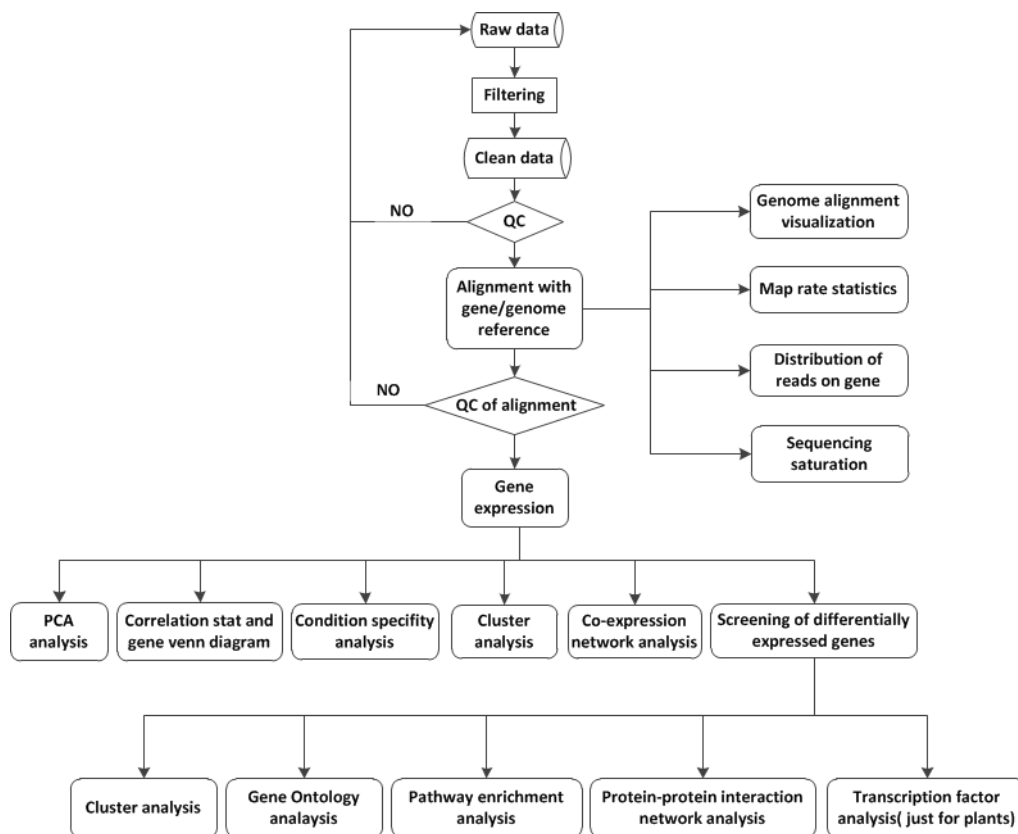 Raw data
Filtering
Clean data
NO
QC
Genome alignment
visualization
Alignment with
gene/genome
reference
Map rate statistics
Distribution of
reads on gene
NO
QC of alignment
Sequencing
saturation
Gene
expression
PCA
analysis
Correlation stat and
gene venn diagram
Condition specifity
analysis
Cluster
analysis
Co-expression
network analysis
Screening of differentially
expressed genes
Cluster analysis
Gene Ontology
analaysis
Pathway enrichment
analysis
Protein-protein interaction
network analysis
Transcription factor
analysis( just for plants)